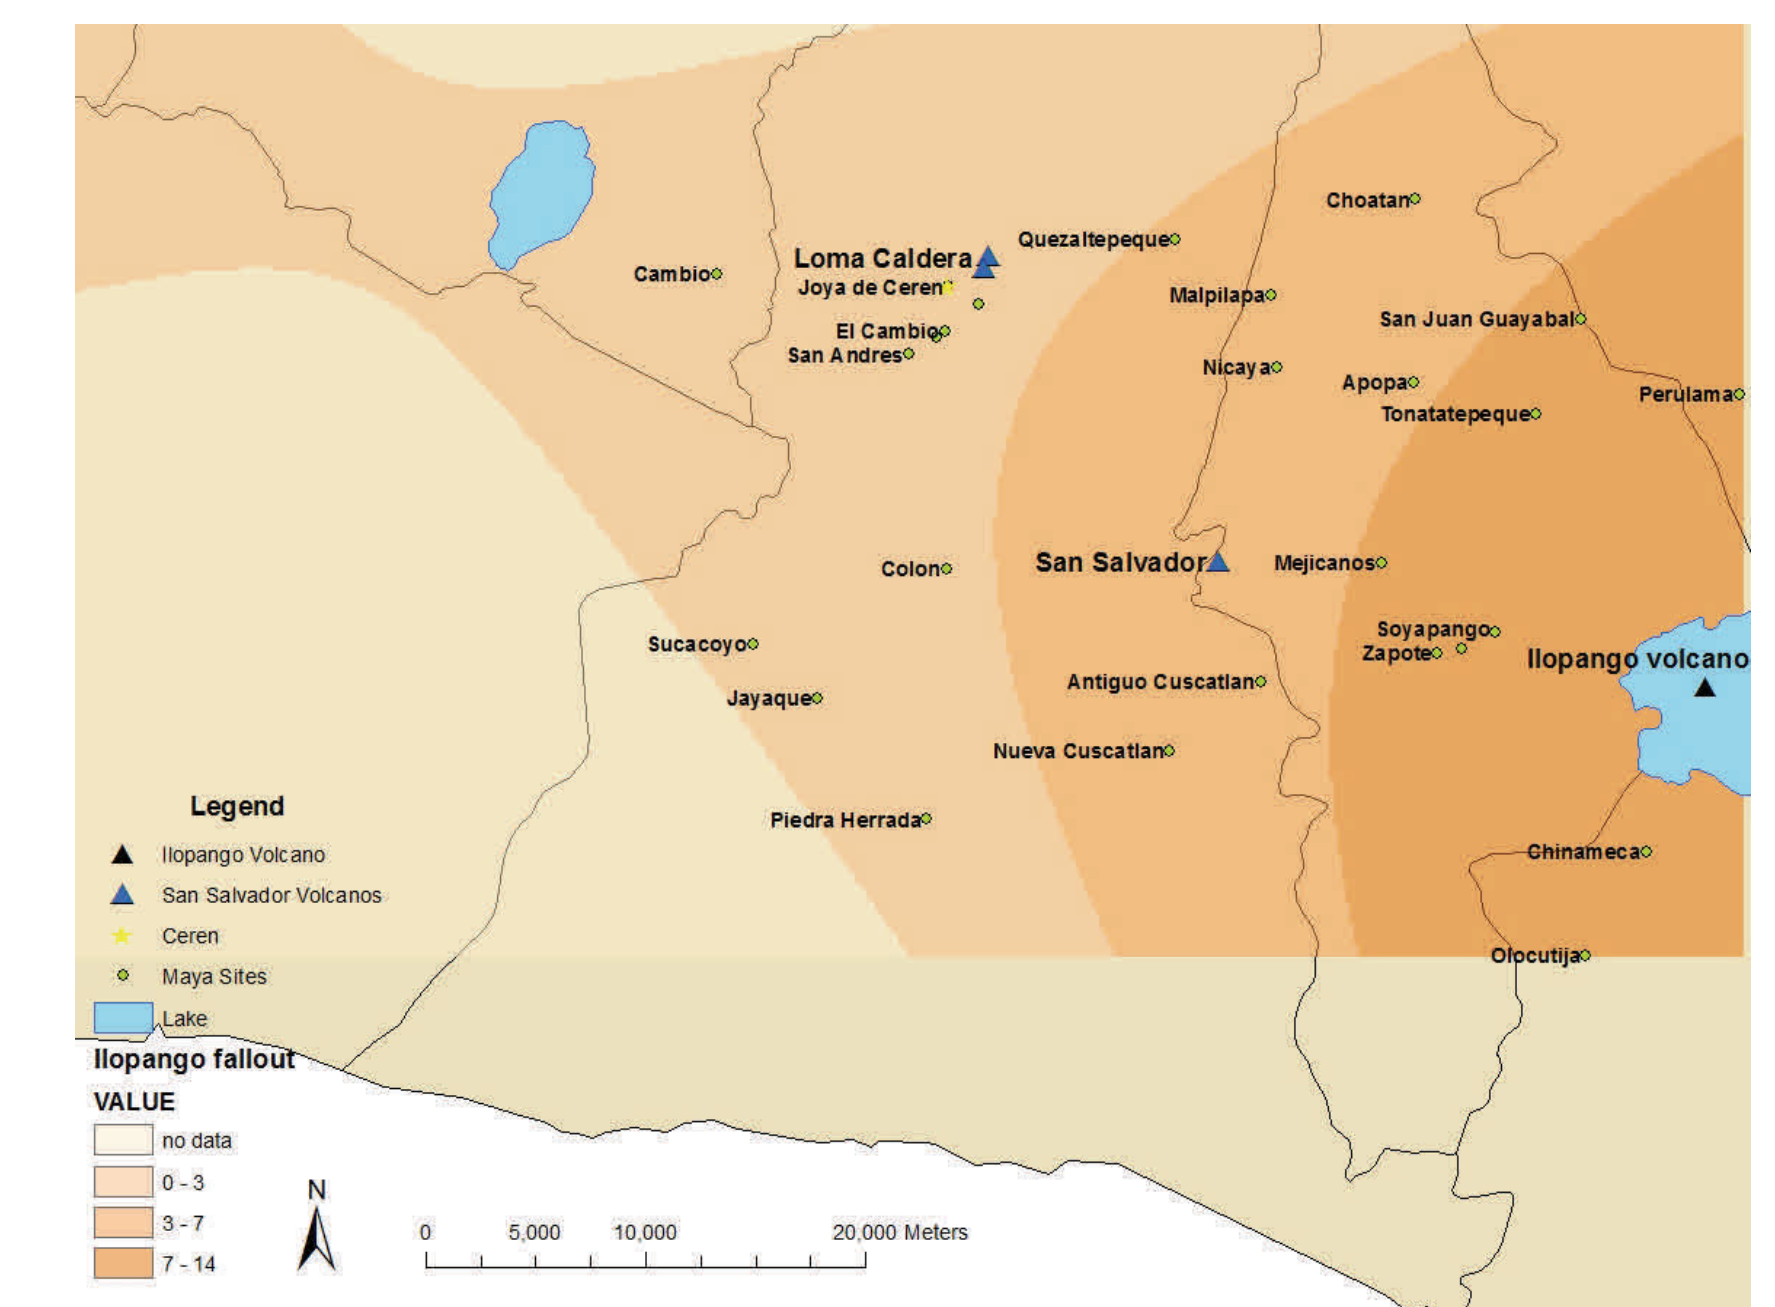 Choatan
Quezaltepeque
Loma Caldera
Cambio
Joya de Ceren
Malpilapa
San Juan Guayabal
El Cambio
San Andres
Nicaya
Apopa
Perulama
Tonatatepeque
San Salvador
Mejicanos
Colon
Soyapango
Sucacoyo
Zapote
Ilopango volcano
Antiguo Cuscatlan
Jayaque
Nueva Cuscatlan
Piedra Herrada
Chinameca
Olocutija
Legend
Ilopango Volcano
San Salvador Volcanos
Ceren
Maya Sites
Lake
Ilopango fallout
VALUE
no data
0 - 3
3 - 7
7 - 14
N
0 5,000 10,000 20,000 Meters